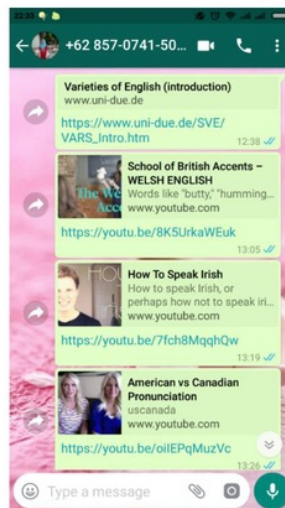 22:23
+62 857-0741-50...
Varieties of English (introduction)
www.uni-due.de
https://www.uni-due.de/SVE/
VARS_Intro.htm
12:38
School of British Accents –
WELSH ENGLISH
Words like "butty," "humming...
www.youtube.com
https://youtu.be/8K5UrkaWEuk
13:05
How To Speak Irish
How to speak Irish, or
perhaps how not to speak iri...
www.youtube.com
https://youtu.be/7fch8MqqhQw
13:19
American vs Canadian
Pronunciation
uscanada
www.youtube.com
https://youtu.be/oiIEPqMuzVc
13:26
Type a message